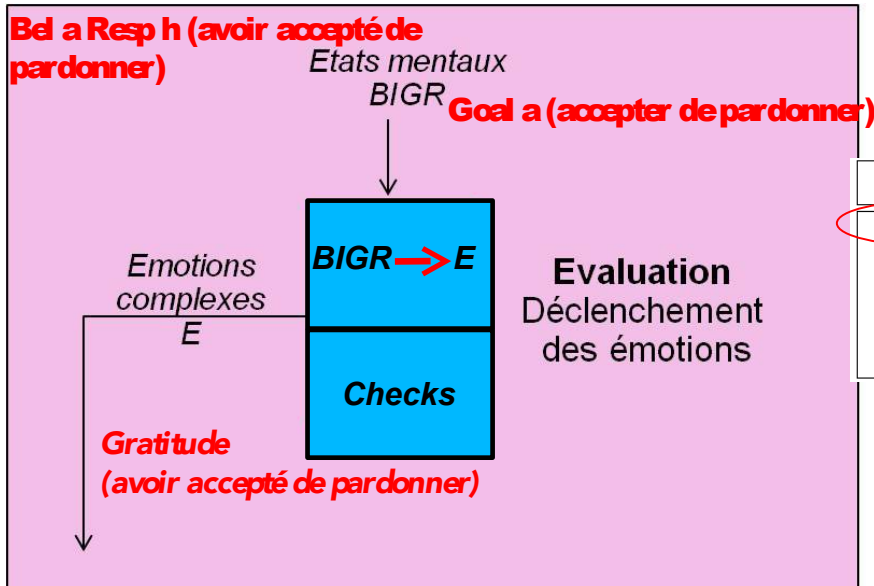 Bel a Resp h (avoir accepté de
pardonner)
Etats mentaux
BIGR
Goal a (accepter de pardonner)
BIGR E
Emotions
complexes
E
Evaluation
Déclenchement
des émotions
Checks
Gratitude
(avoir accepté de pardonner)